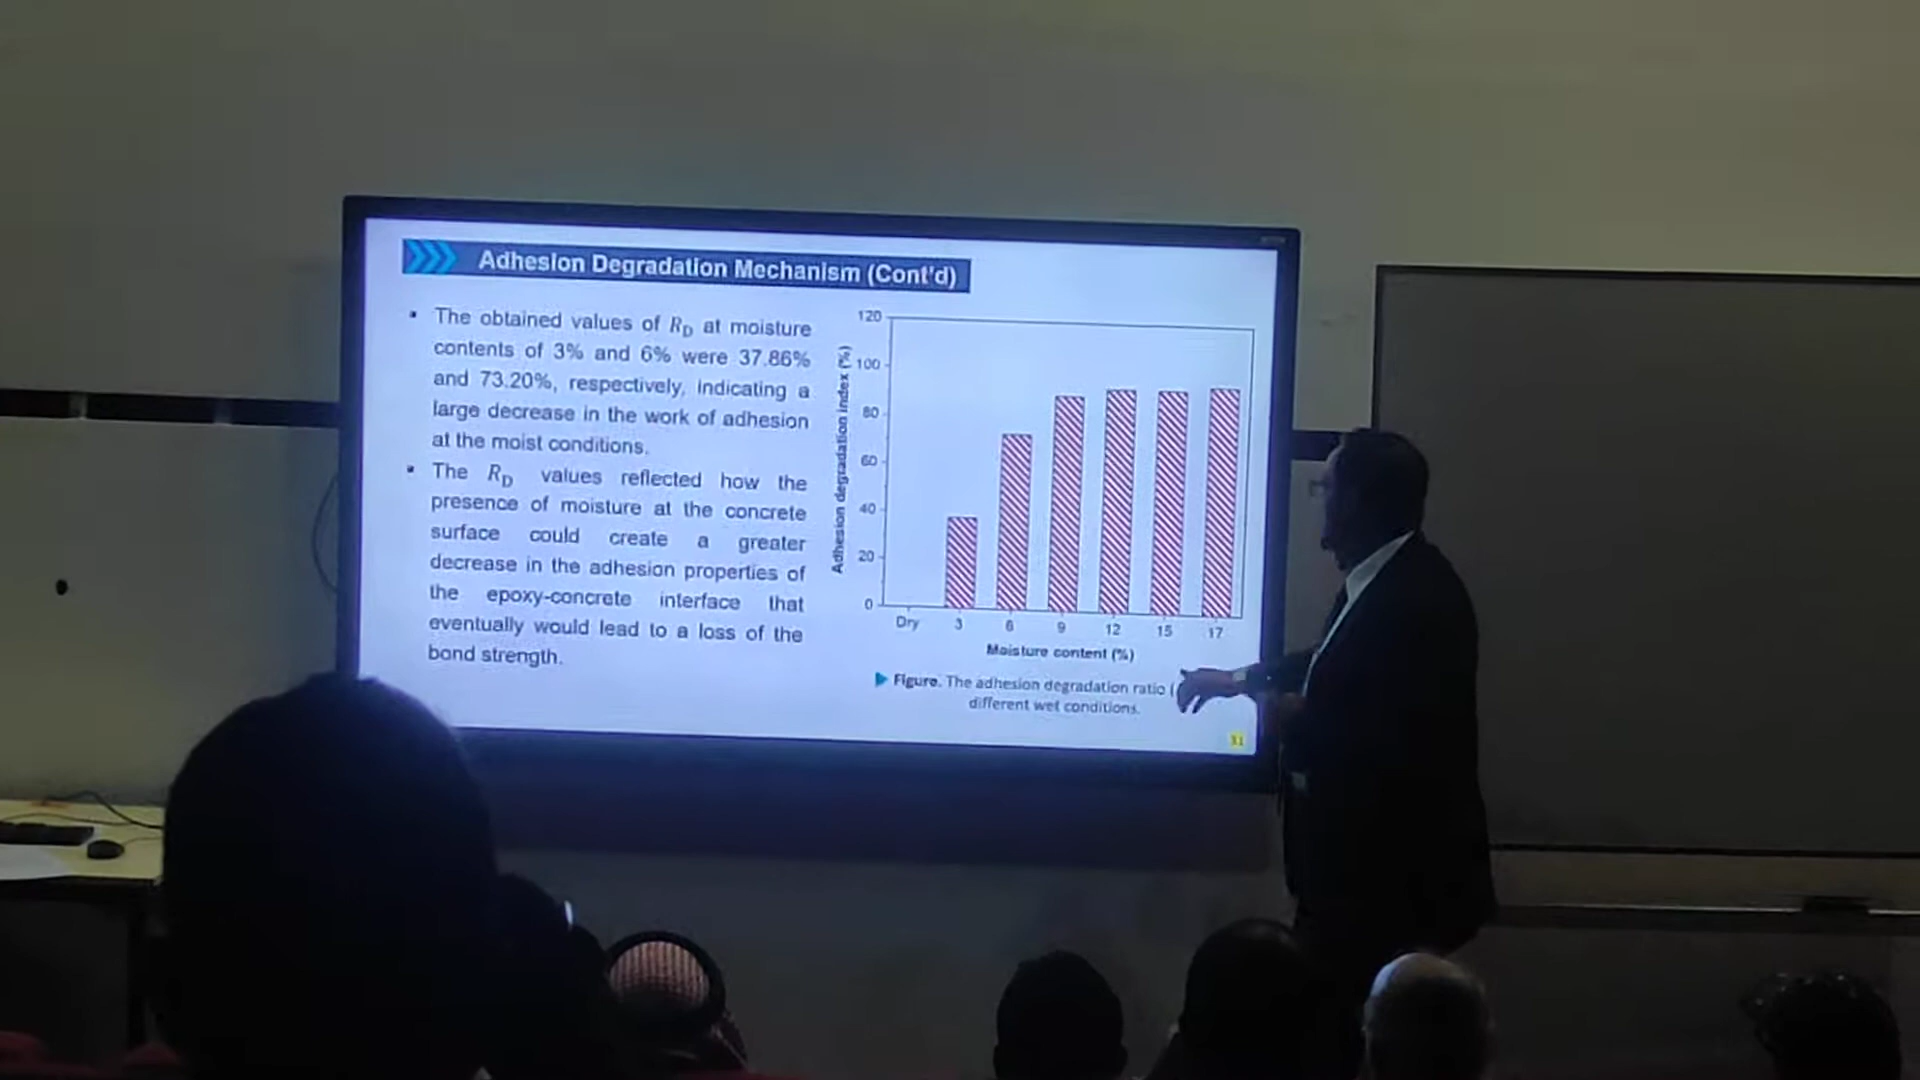 Adhesion Degradation Mechanism (Cont'd)
▪ The obtained values of R_D at moisture
contents of 3% and 6% were 37.86%
and 73.20%, respectively, indicating a
large decrease in the work of adhesion
at the moist conditions.
▪ The R_D values reflected how the
presence of moisture at the concrete
surface could create a greater
decrease in the adhesion properties of
the epoxy-concrete interface that
eventually would lead to a loss of the
bond strength.
Adhesion degradation index (%)
120
100
80
60
40
20
0
Dry 3 6 9 12 15 17
Moisture content (%)
Figure. The adhesion degradation ratio (
different wet conditions.
31